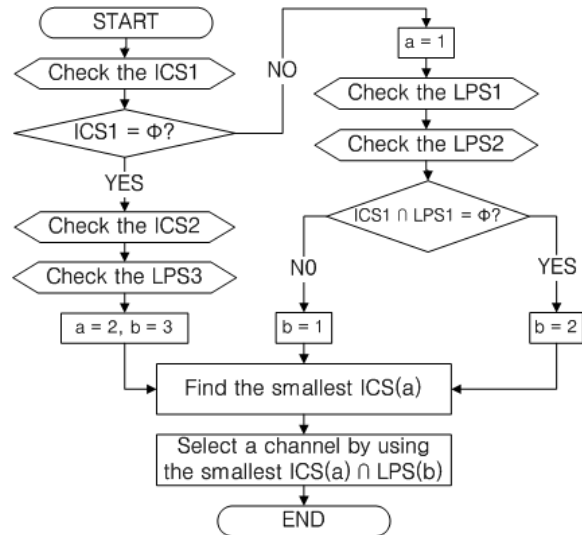 START
Check the ICS1
ICS1 = Φ?
YES
Check the ICS2
Check the LPS3
a = 2, b = 3
NO
a = 1
Check the LPS1
Check the LPS2
ICS1 ∩ LPS1 = Φ?
N0
YES
b = 1
b = 2
Find the smallest ICS(a)
Select a channel by using
the smallest ICS(a) ∩ LPS(b)
END